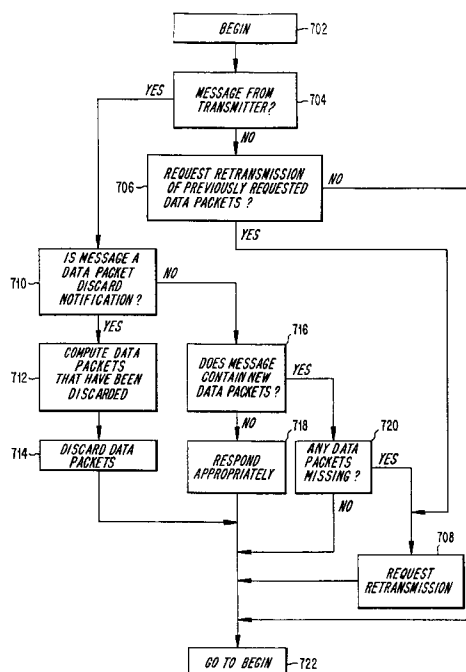 BEGIN
702
YES
MESSAGE FROM
TRANSMITTER?
704
NO
REQUEST RETRANSMISSION
OF PREVIOUSLY REQUESTED
DATA PACKETS ?
706
NO
YES
IS MESSAGE A
DATA PACKET
DISCARD
NOTIFICATION?
710
NO
YES
716
COMPUTE DATA
PACKETS
THAT HAVE BEEN
DISCARDED
712
DOES MESSAGE
CONTAIN NEW
DATA PACKETS ?
YES
NO
718
720
714
DISCARD DATA
PACKETS
RESPOND
APPROPRIATELY
ANY DATA
PACKETS
MISSING ?
YES
NO
708
REQUEST
RETRANSMISSION
GO TO BEGIN
722